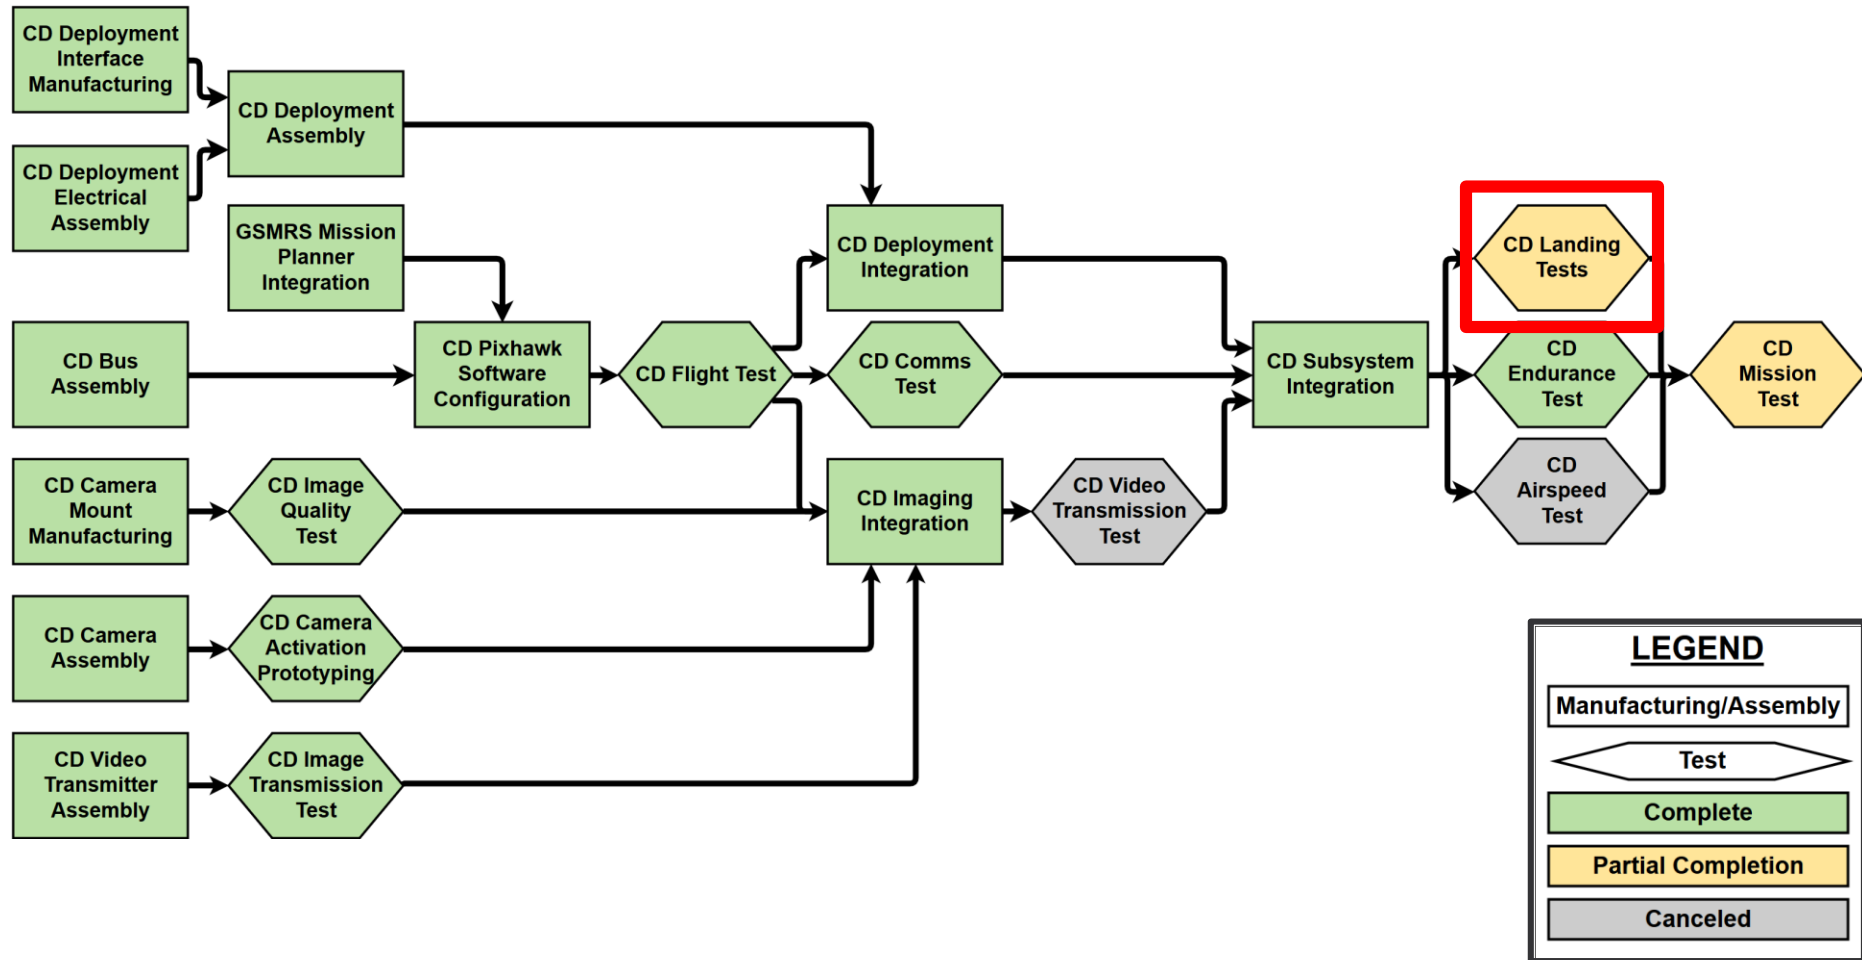 CD Deployment
Interface
Manufacturing
CD Deployment
Electrical
Assembly
CD Deployment
Assembly
GSMRS Mission
Planner
Integration
CD Bus
Assembly
CD Pixhawk
Software
Configuration
CD Flight Test
CD Deployment
Integration
CD Comms
Test
CD Camera
Mount
Manufacturing
CD Image
Quality
Test
CD Imaging
Integration
CD Video
Transmission
Test
CD Subsystem
Integration
CD Landing
Tests
CD
Endurance
Test
CD
Airspeed
Test
CD
Mission
Test
CD Camera
Assembly
CD Camera
Activation
Prototyping
CD Video
Transmitter
Assembly
CD Image
Transmission
Test
LEGEND
Manufacturing/Assembly
Test
Complete
Partial Completion
Canceled